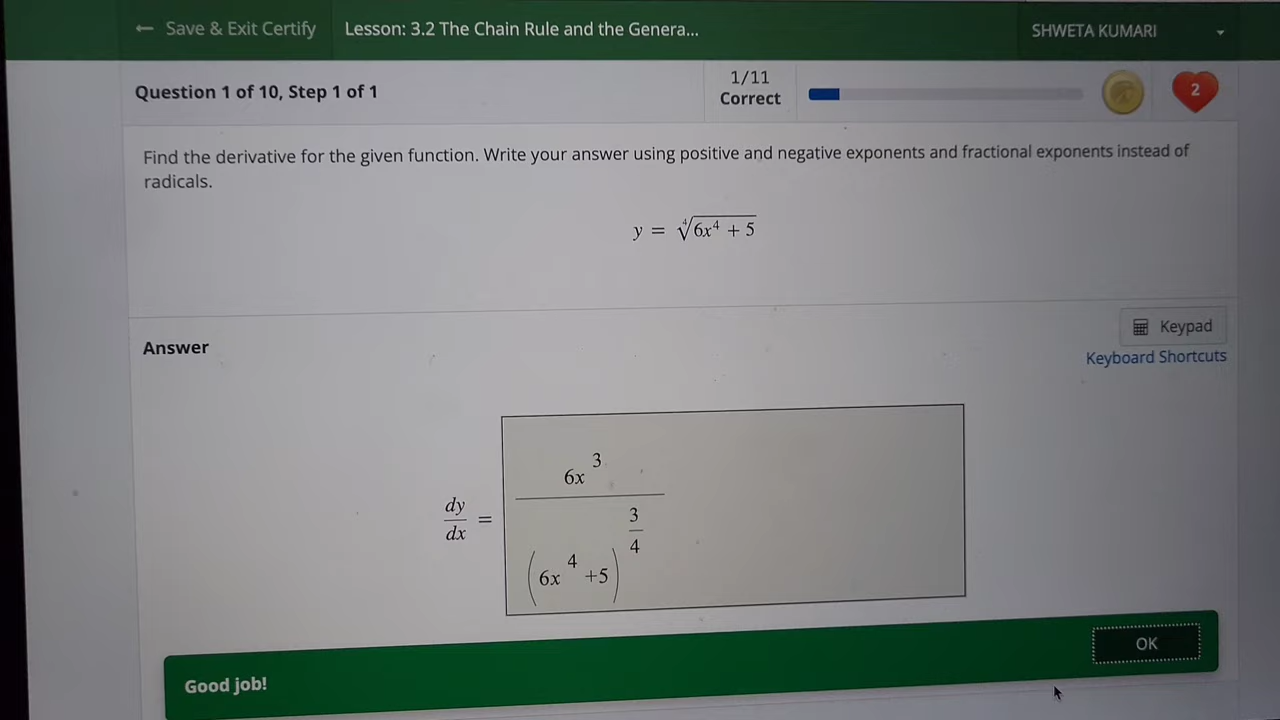 ← Save & Exit Certify
Lesson: 3.2 The Chain Rule and the Genera...
SHWETA KUMARI
Question 1 of 10, Step 1 of 1
1/11
Correct
2
Find the derivative for the given function. Write your answer using positive and negative exponents and fractional exponents instead of
radicals.
y = ∜(6x⁴ + 5)
Answer
Keypad
Keyboard Shortcuts
dy/dx = 6x³/(6x⁴+5)^(3/4)
Good job!
OK